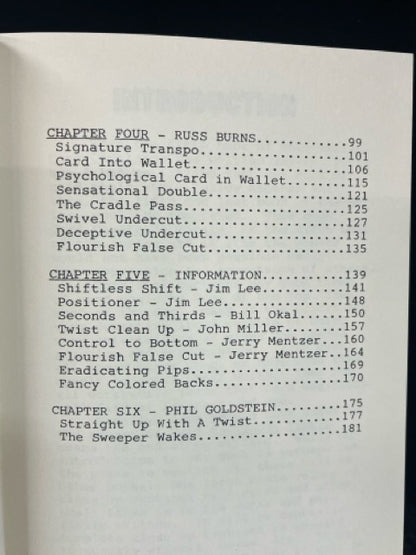 CHAPTER FOUR - RUSS BURNS............99
Signature Transpo....................101
Card Into Wallet.....................106
Psychological Card in Wallet.......115
Sensational Double...................121
The Cradle Pass......................125
Swivel Undercut......................127
Deceptive Undercut...................131
Flourish False Cut...................135
CHAPTER FIVE - INFORMATION...........139
Shiftless Shift - Jim Lee...........141
Positioner - Jim Lee................148
Seconds and Thirds - Bill Okal......150
Twist Clean Up - John Miller.......157
Control to Bottom - Jerry Mentzer...160
Flourish False Cut - Jerry Mentzer..164
Eradicating Pips.....................169
Fancy Colored Backs..................170
CHAPTER SIX - PHIL GOLDSTEIN.........175
Straight Up With A Twist............177
The Sweeper Wakes....................181